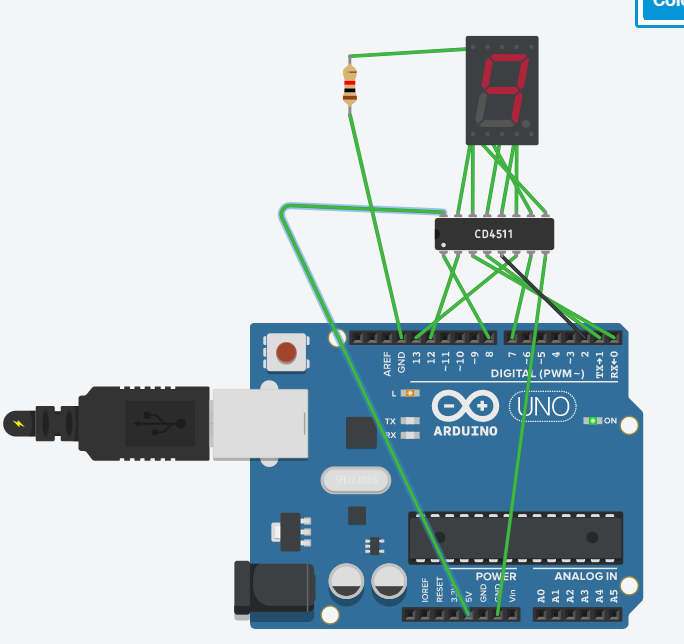 Colo
9
CD4511
AREF
GND
13
12
~11
~10
~9
8
7
~6
~5
4
~3
2
TX→1
RX←0
DIGITAL (PWM~)
L
TX
RX
ARDUINO
UNO
ON
IOREF
RESET
3.3V
5V
GND
GND
Vin
POWER
ANALOG IN
A0
A1
A2
A3
A4
A5